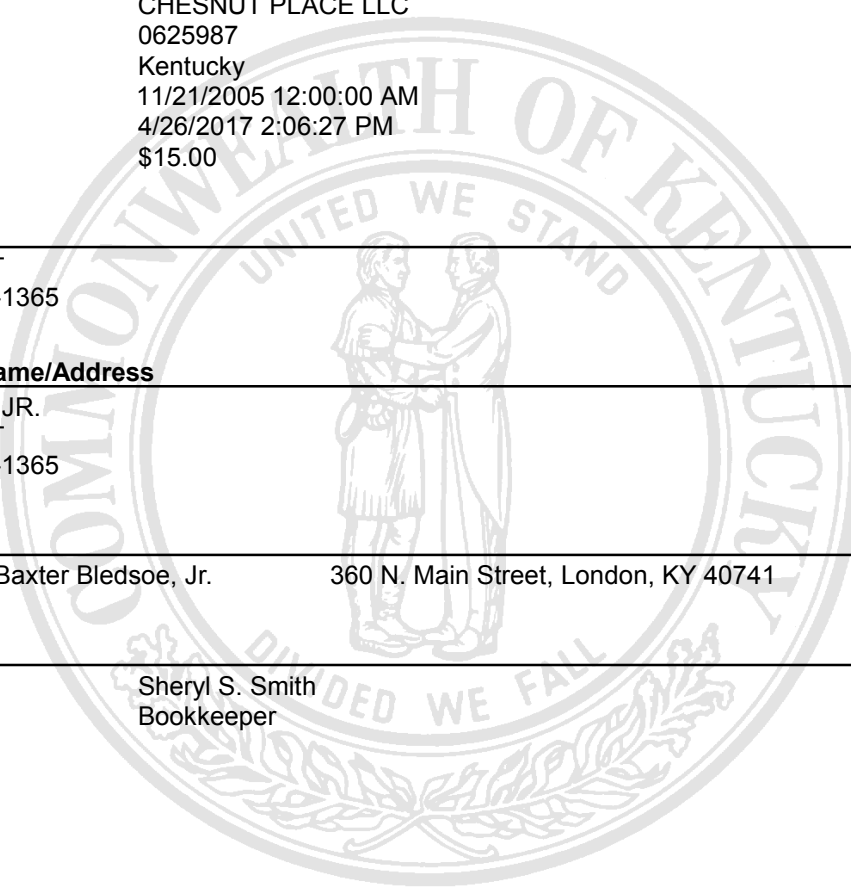 CHESNUT PLACE LLC
0625987
Kentucky
11/21/2005 12:00:00 AM
4/26/2017 2:06:27 PM
$15.00
1365
ame/Address
JR.
1365
Baxter Bledsoe, Jr. 360 N. Main Street, London, KY 40741
Sheryl S. Smith
Bookkeeper
COMMONWEALTH OF KENTUCKY
UNITED WE STAND
DIVIDED WE FALL